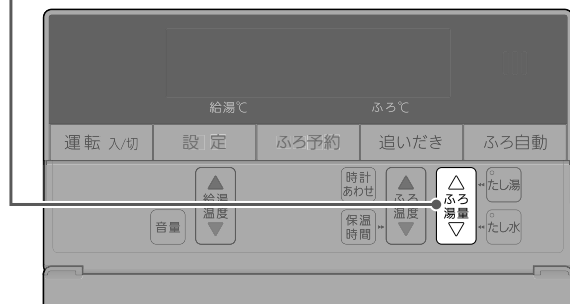 給湯℃ ふろ℃
運転 入/切 設 定 ふろ予約 追いだき ふろ自動
音量
給湯
温度
時計
あわせ
保温
時間
ふろ
温度
ふろ
湯量
たし湯
たし水